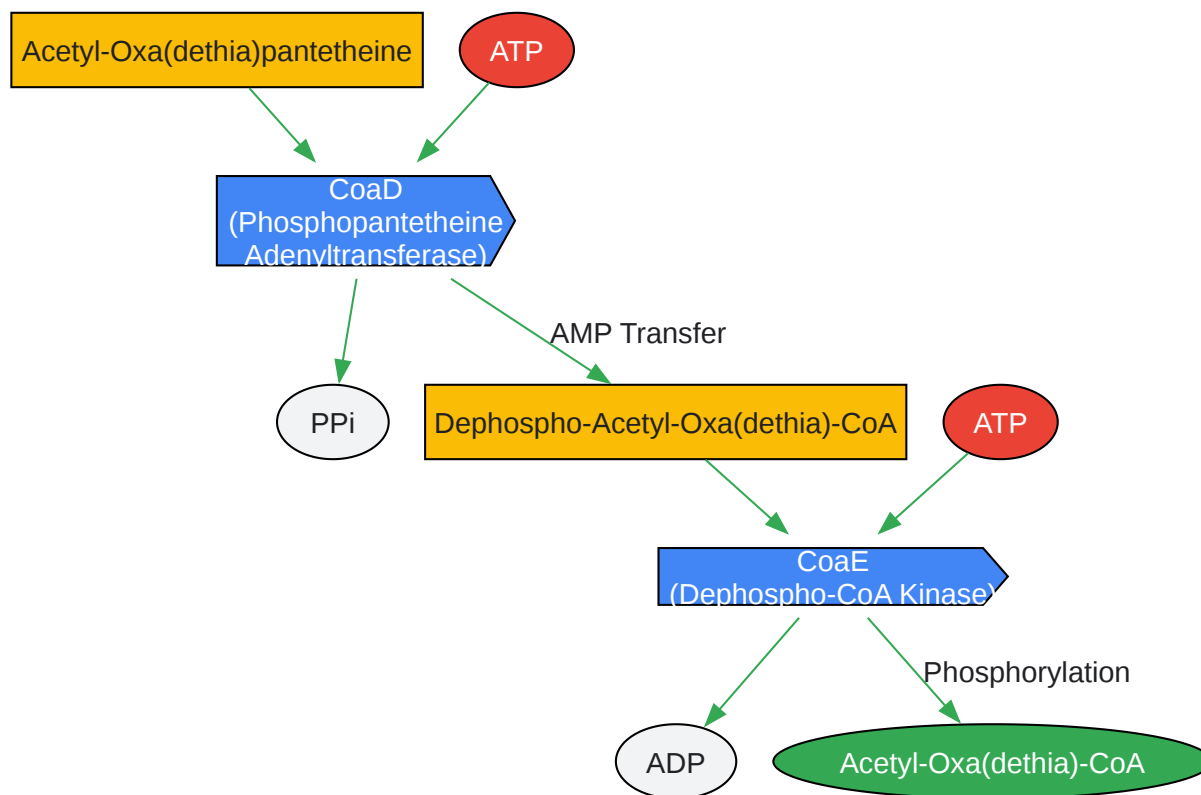 Acetyl-Oxa(dethia)pantetheine
ATP
CoaD
(Phosphopantetheine
Adenyltransferase)
AMP Transfer
PPi
Dephospho-Acetyl-Oxa(dethia)-CoA
ATP
CoaE
(Dephospho-CoA Kinase)
Phosphorylation
ADP
Acetyl-Oxa(dethia)-CoA